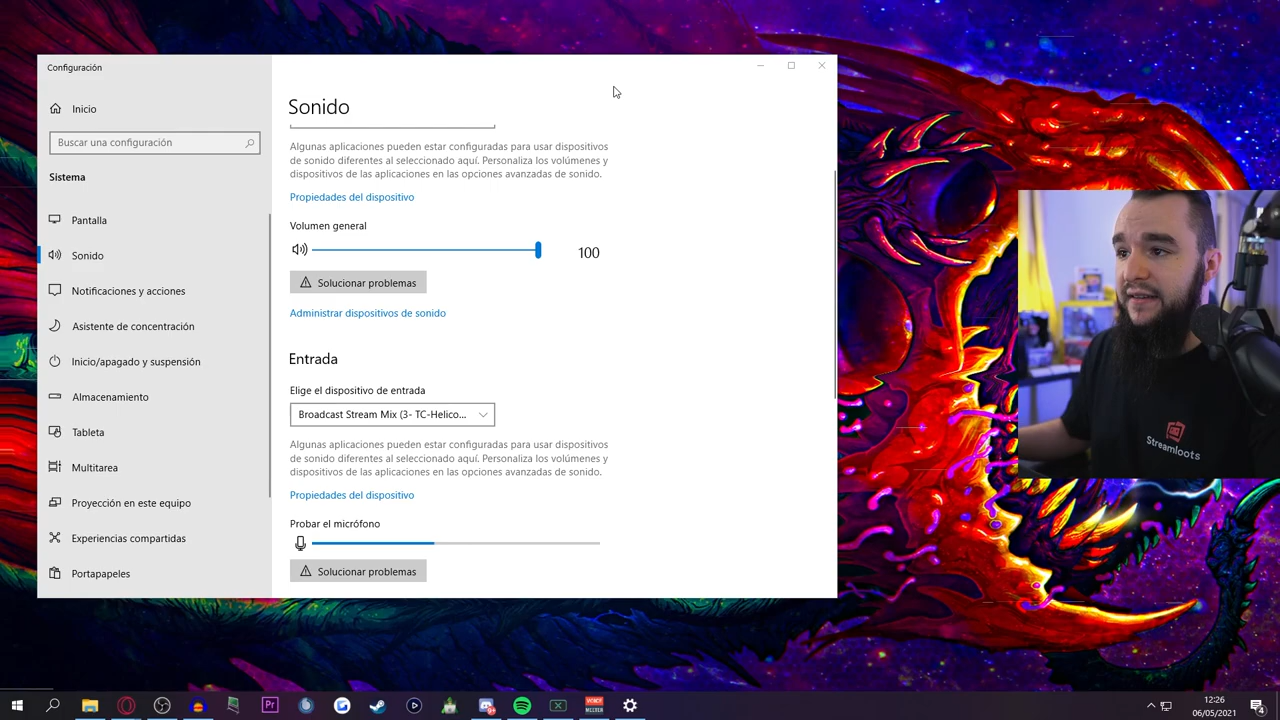 Configuración
Inicio
Buscar una configuración
Sistema
Pantalla
Sonido
Notificaciones y acciones
Asistente de concentración
Inicio/apagado y suspensión
Almacenamiento
Tableta
Multitarea
Proyección en este equipo
Experiencias compartidas
Portapapeles
Sonido
Algunas aplicaciones pueden estar configuradas para usar dispositivos
de sonido diferentes al seleccionado aquí. Personaliza los volúmenes y
dispositivos de las aplicaciones en las opciones avanzadas de sonido.
Propiedades del dispositivo
Volumen general
100
Solucionar problemas
Administrar dispositivos de sonido
Entrada
Elige el dispositivo de entrada
Broadcast Stream Mix (3- TC-Helico...
Algunas aplicaciones pueden estar configuradas para usar dispositivos
de sonido diferentes al seleccionado aquí. Personaliza los volúmenes y
dispositivos de las aplicaciones en las opciones avanzadas de sonido.
Propiedades del dispositivo
Probar el micrófono
Solucionar problemas
Streamloots
Pr
12:26
06/05/2021
4